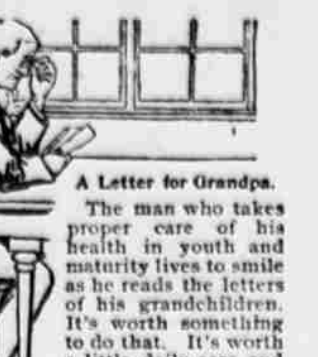 A Letter for Grandpa.
The man who takes
proper care of his
health in youth and
maturity lives to smile
as he reads the letters
of his grandchildren.
It's worth something
to do that. It's worth